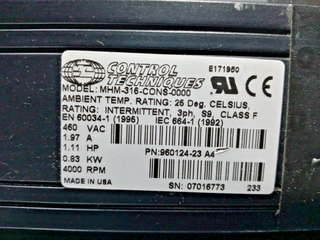 CONTROL
TECHNIQUES
E171950
MODEL: MHM-316-CONS-0000
AMBIENT TEMP. RATING: 25 Deg. CELSIUS,
RATING: INTERMITTENT, 3ph, S9, CLASS F
EN 60034-1 (1995) IEC 664-1 (1992)
460 VAC
1.97 A
1.11 HP
0.83 KW
4000 RPM
PN:960124-23 A4
MADE IN USA
SN: 07016773 233